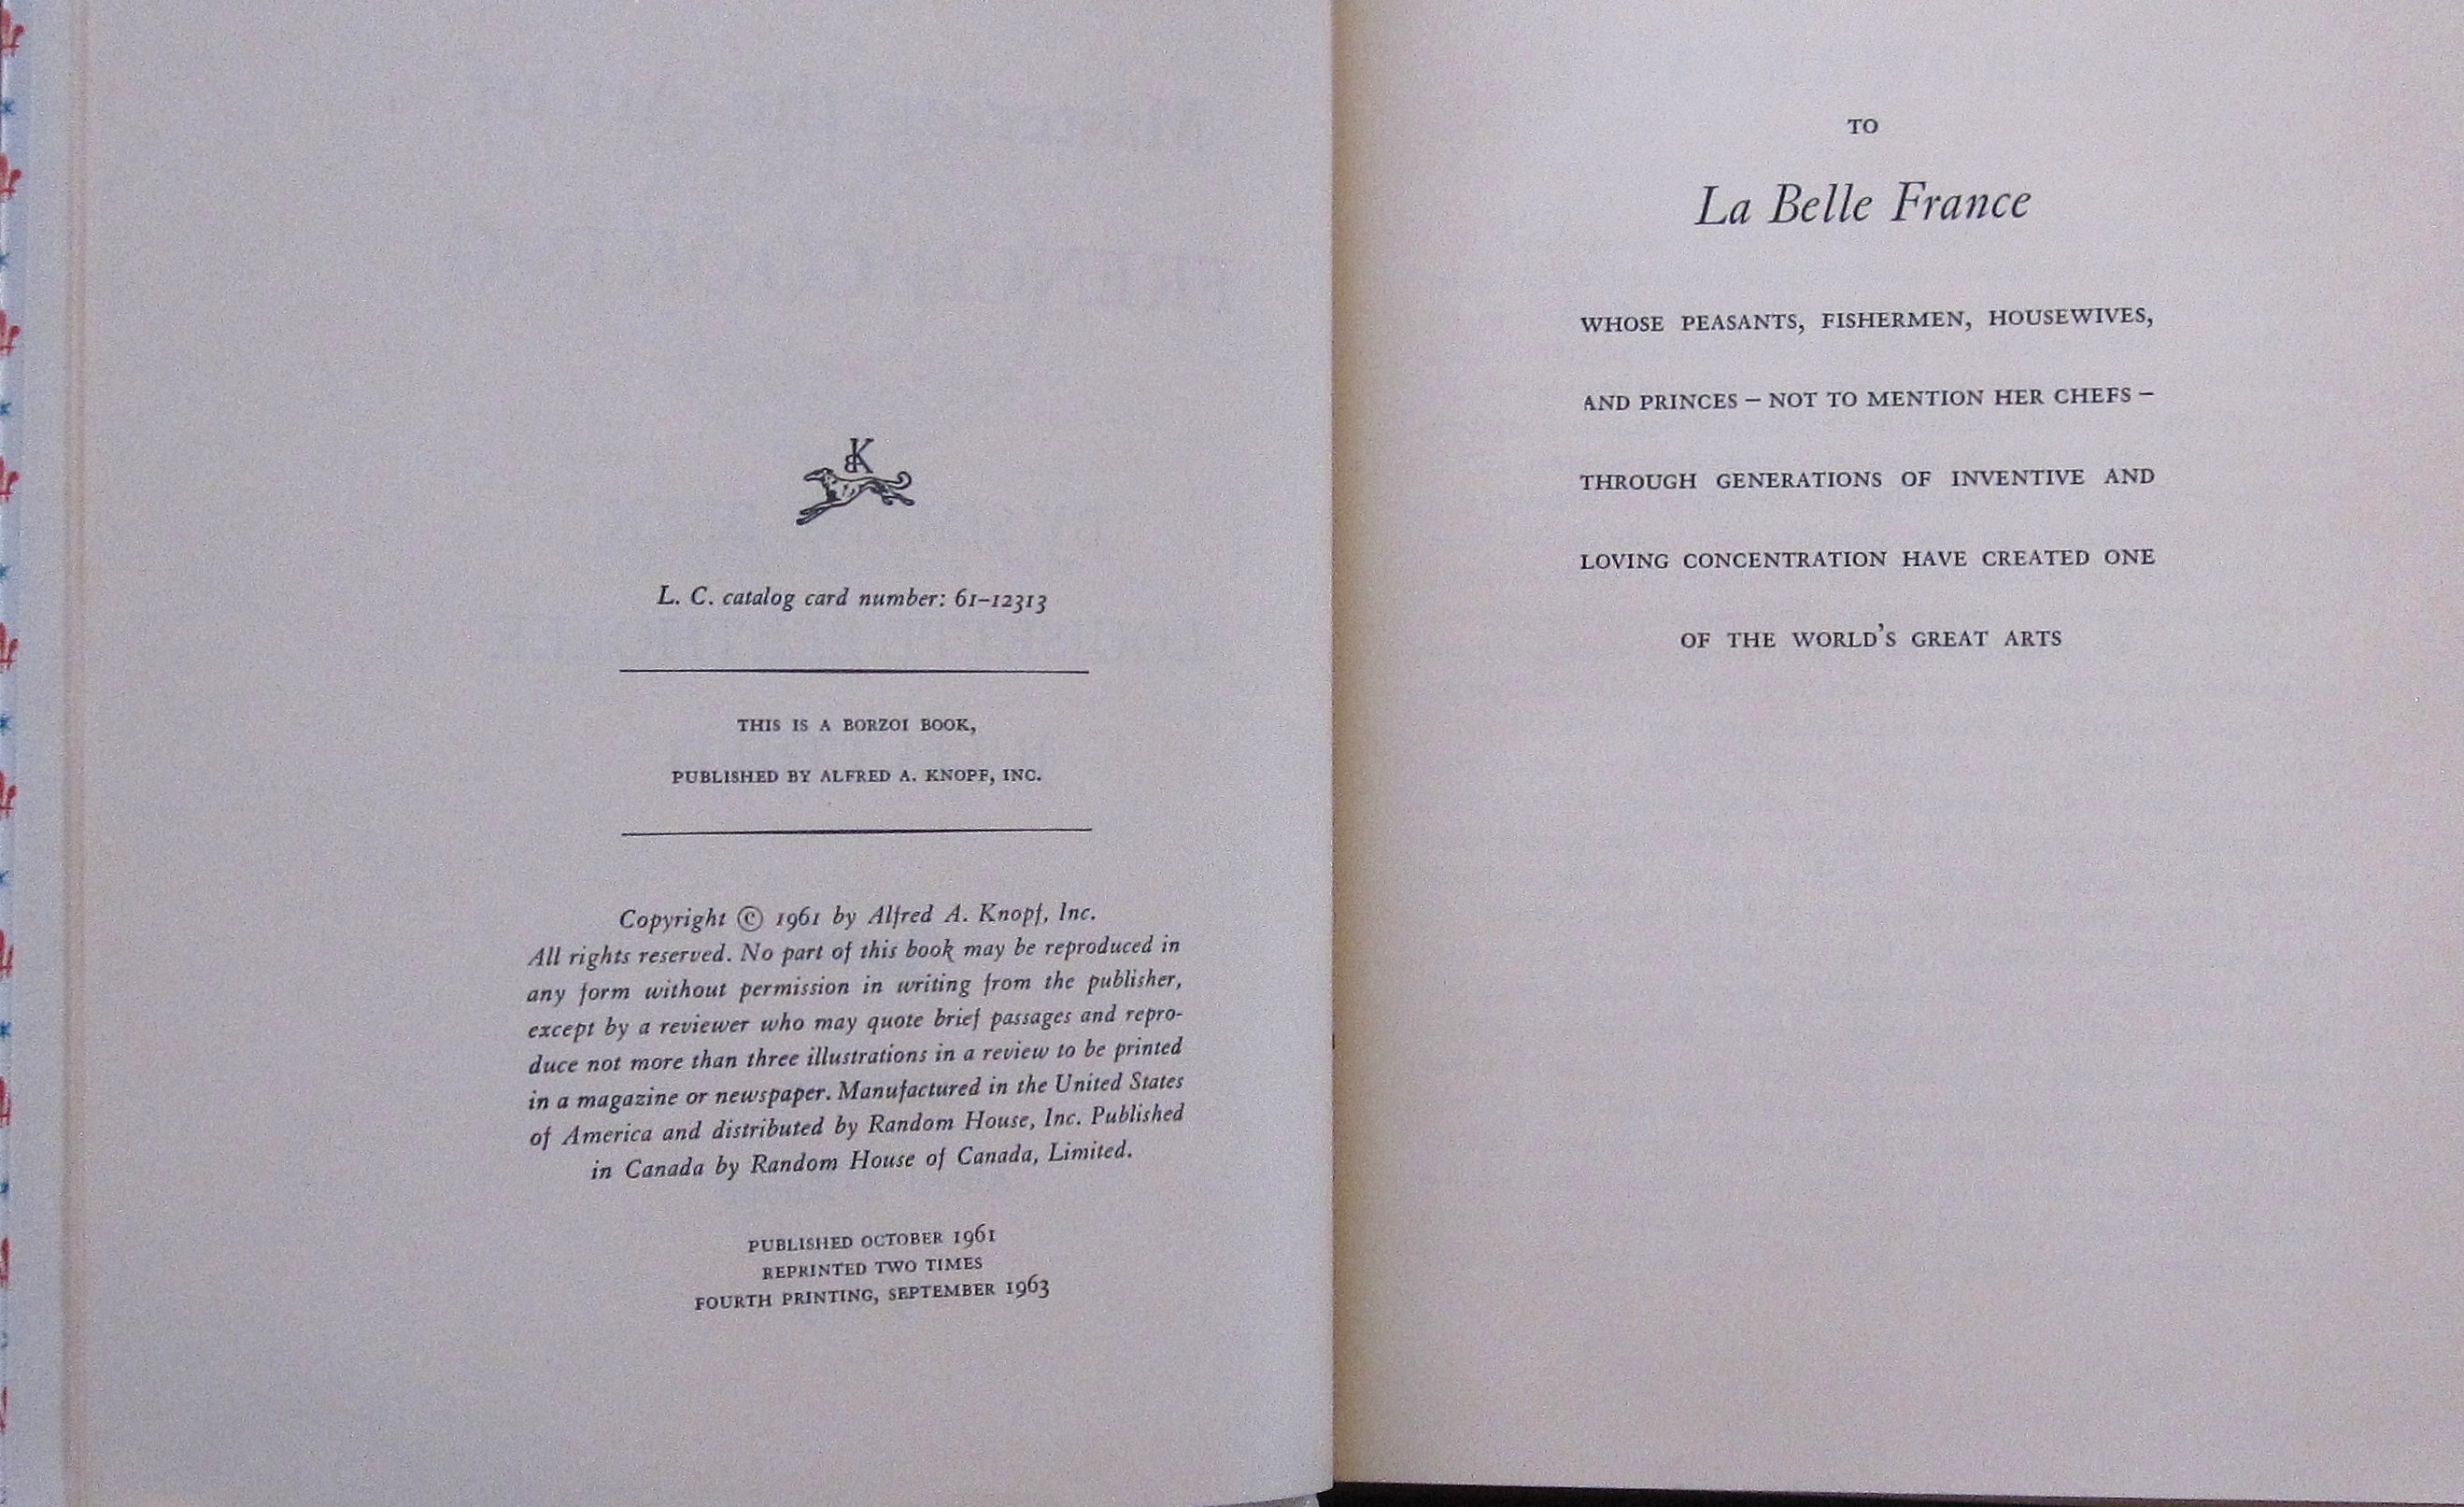 BK
L. C. catalog card number: 61–12313
THIS IS A BORZOI BOOK,
PUBLISHED BY ALFRED A. KNOPF, INC.
Copyright © 1961 by Alfred A. Knopf, Inc.
All rights reserved. No part of this book may be reproduced in
any form without permission in writing from the publisher,
except by a reviewer who may quote brief passages and repro-
duce not more than three illustrations in a review to be printed
in a magazine or newspaper. Manufactured in the United States
of America and distributed by Random House, Inc. Published
in Canada by Random House of Canada, Limited.
PUBLISHED OCTOBER 1961
REPRINTED TWO TIMES
FOURTH PRINTING, SEPTEMBER 1963
TO
La Belle France
WHOSE PEASANTS, FISHERMEN, HOUSEWIVES,
AND PRINCES – NOT TO MENTION HER CHEFS –
THROUGH GENERATIONS OF INVENTIVE AND
LOVING CONCENTRATION HAVE CREATED ONE
OF THE WORLD'S GREAT ARTS